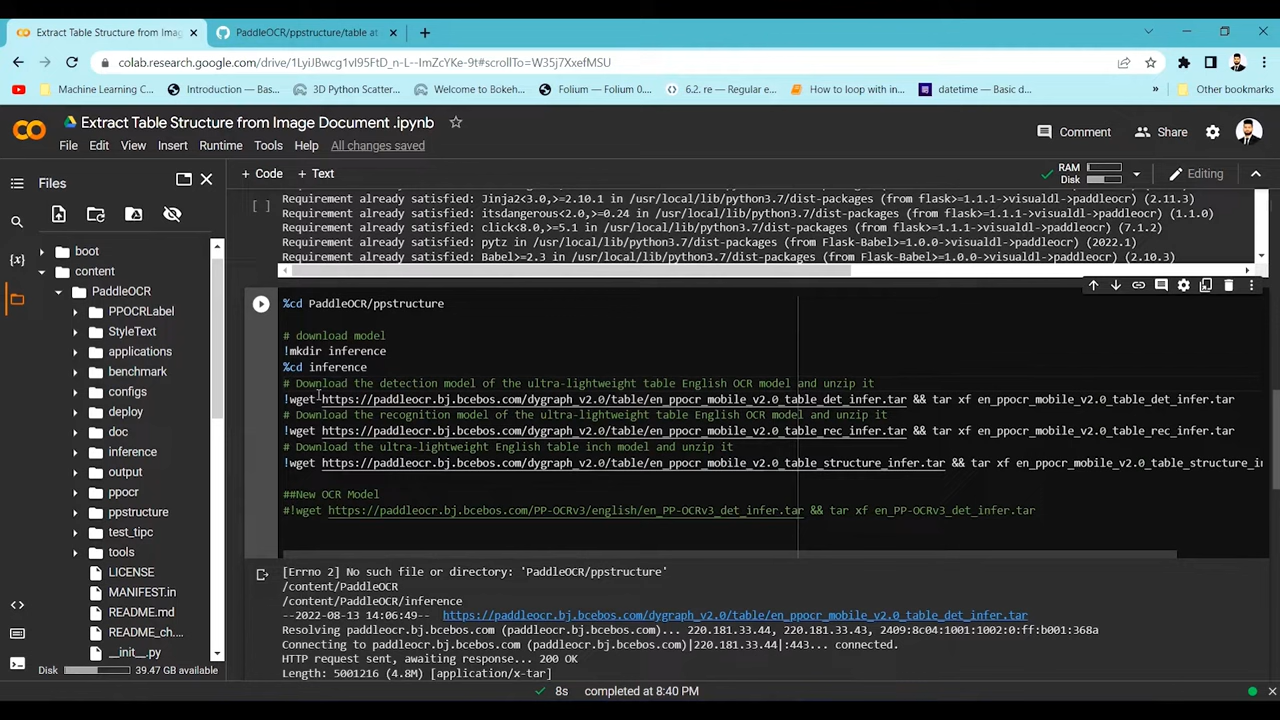 Extract Table Structure from Imag
PaddleOCR/ppstructure/table at
colab.research.google.com/drive/1LyiJBwcg1vI95FtD_n-L--ImZcYKe-9t#scrollTo=W35j7XxefMSU
Machine Learning C...
Introduction — Bas...
3D Python Scatter...
Welcome to Bokeh...
Folium — Folium 0....
6.2. re — Regular e...
How to loop with in...
datetime — Basic d...
»
Other bookmarks
Extract Table Structure from Image Document .ipynb
Comment
Share
File Edit View Insert Runtime Tools Help All changes saved
+ Code + Text
RAM
Disk
Editing
Files
boot
content
PaddleOCR
PPOCRLabel
StyleText
applications
benchmark
configs
deploy
doc
inference
output
ppocr
ppstructure
test_tipc
tools
LICENSE
MANIFEST.in
README.md
README_ch....
__init__.py
Disk 39.47 GB available
Requirement already satisfied: Jinja2<3.0,>=2.10.1 in /usr/local/lib/python3.7/dist-packages (from flask>=1.1.1->visualdl->paddleocr) (2.11.3)
[ ] Requirement already satisfied: itsdangerous<2.0,>=0.24 in /usr/local/lib/python3.7/dist-packages (from flask>=1.1.1->visualdl->paddleocr) (1.1.0)
Requirement already satisfied: click<8.0,>=5.1 in /usr/local/lib/python3.7/dist-packages (from flask>=1.1.1->visualdl->paddleocr) (7.1.2)
Requirement already satisfied: pytz in /usr/local/lib/python3.7/dist-packages (from Flask-Babel>=1.0.0->visualdl->paddleocr) (2022.1)
Requirement already satisfied: Babel>=2.3 in /usr/local/lib/python3.7/dist-packages (from Flask-Babel>=1.0.0->visualdl->paddleocr) (2.10.3)
%cd PaddleOCR/ppstructure
# download model
!mkdir inference
%cd inference
# Download the detection model of the ultra-lightweight table English OCR model and unzip it
!wget https://paddleocr.bj.bcebos.com/dygraph_v2.0/table/en_ppocr_mobile_v2.0_table_det_infer.tar && tar xf en_ppocr_mobile_v2.0_table_det_infer.tar
# Download the recognition model of the ultra-lightweight table English OCR model and unzip it
!wget https://paddleocr.bj.bcebos.com/dygraph_v2.0/table/en_ppocr_mobile_v2.0_table_rec_infer.tar && tar xf en_ppocr_mobile_v2.0_table_rec_infer.tar
# Download the ultra-lightweight English table inch model and unzip it
!wget https://paddleocr.bj.bcebos.com/dygraph_v2.0/table/en_ppocr_mobile_v2.0_table_structure_infer.tar && tar xf en_ppocr_mobile_v2.0_table_structure_in
##New OCR Model
#!wget https://paddleocr.bj.bcebos.com/PP-OCRv3/english/en_PP-OCRv3_det_infer.tar && tar xf en_PP-OCRv3_det_infer.tar
[Errno 2] No such file or directory: 'PaddleOCR/ppstructure'
/content/PaddleOCR
/content/PaddleOCR/inference
--2022-08-13 14:06:49-- https://paddleocr.bj.bcebos.com/dygraph_v2.0/table/en_ppocr_mobile_v2.0_table_det_infer.tar
Resolving paddleocr.bj.bcebos.com (paddleocr.bj.bcebos.com)... 220.181.33.44, 220.181.33.43, 2409:8c04:1001:1002:0:ff:b001:368a
Connecting to paddleocr.bj.bcebos.com (paddleocr.bj.bcebos.com)|220.181.33.44|:443... connected.
HTTP request sent, awaiting response... 200 OK
Length: 5001216 (4.8M) [application/x-tar]
8s completed at 8:40 PM